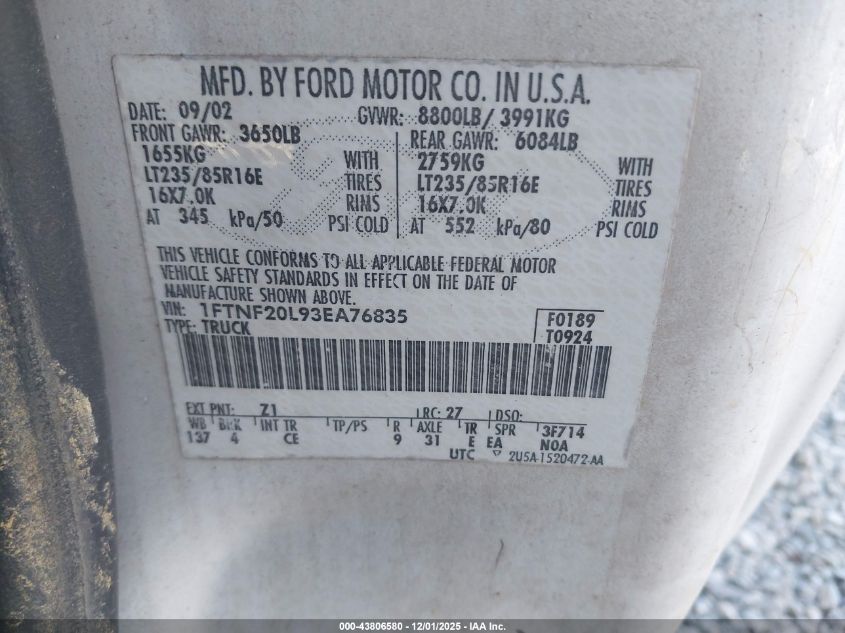 MFD. BY FORD MOTOR CO. IN U.S.A.
DATE: 09/02 GVWR: 8800LB/ 3991KG
FRONT GAWR: 3650LB REAR GAWR: 6084LB
1655KG WITH 2759KG WITH
LT235/85R16E TIRES LT235/85R16E TIRES
16X7.0K RIMS 16X7.0K RIMS
AT 345 kPa/50 PSI COLD AT 552 kPa/80 PSI COLD
THIS VEHICLE CONFORMS TO ALL APPLICABLE FEDERAL MOTOR
VEHICLE SAFETY STANDARDS IN EFFECT ON THE DATE OF
MANUFACTURE SHOWN ABOVE.
VIN: 1FTNF20L93EA76835 F0189
TYPE: TRUCK T0924
EXT PNT: Z1 RC: 27 DSO:
WB BRK INT TR TP/PS R AXLE TR SPR 3F714
137 4 CE 9 31 E EA N0A
UTC ▽ 2U5A-1520472-AA
000-43806580 - 12/01/2025 - IAA Inc.